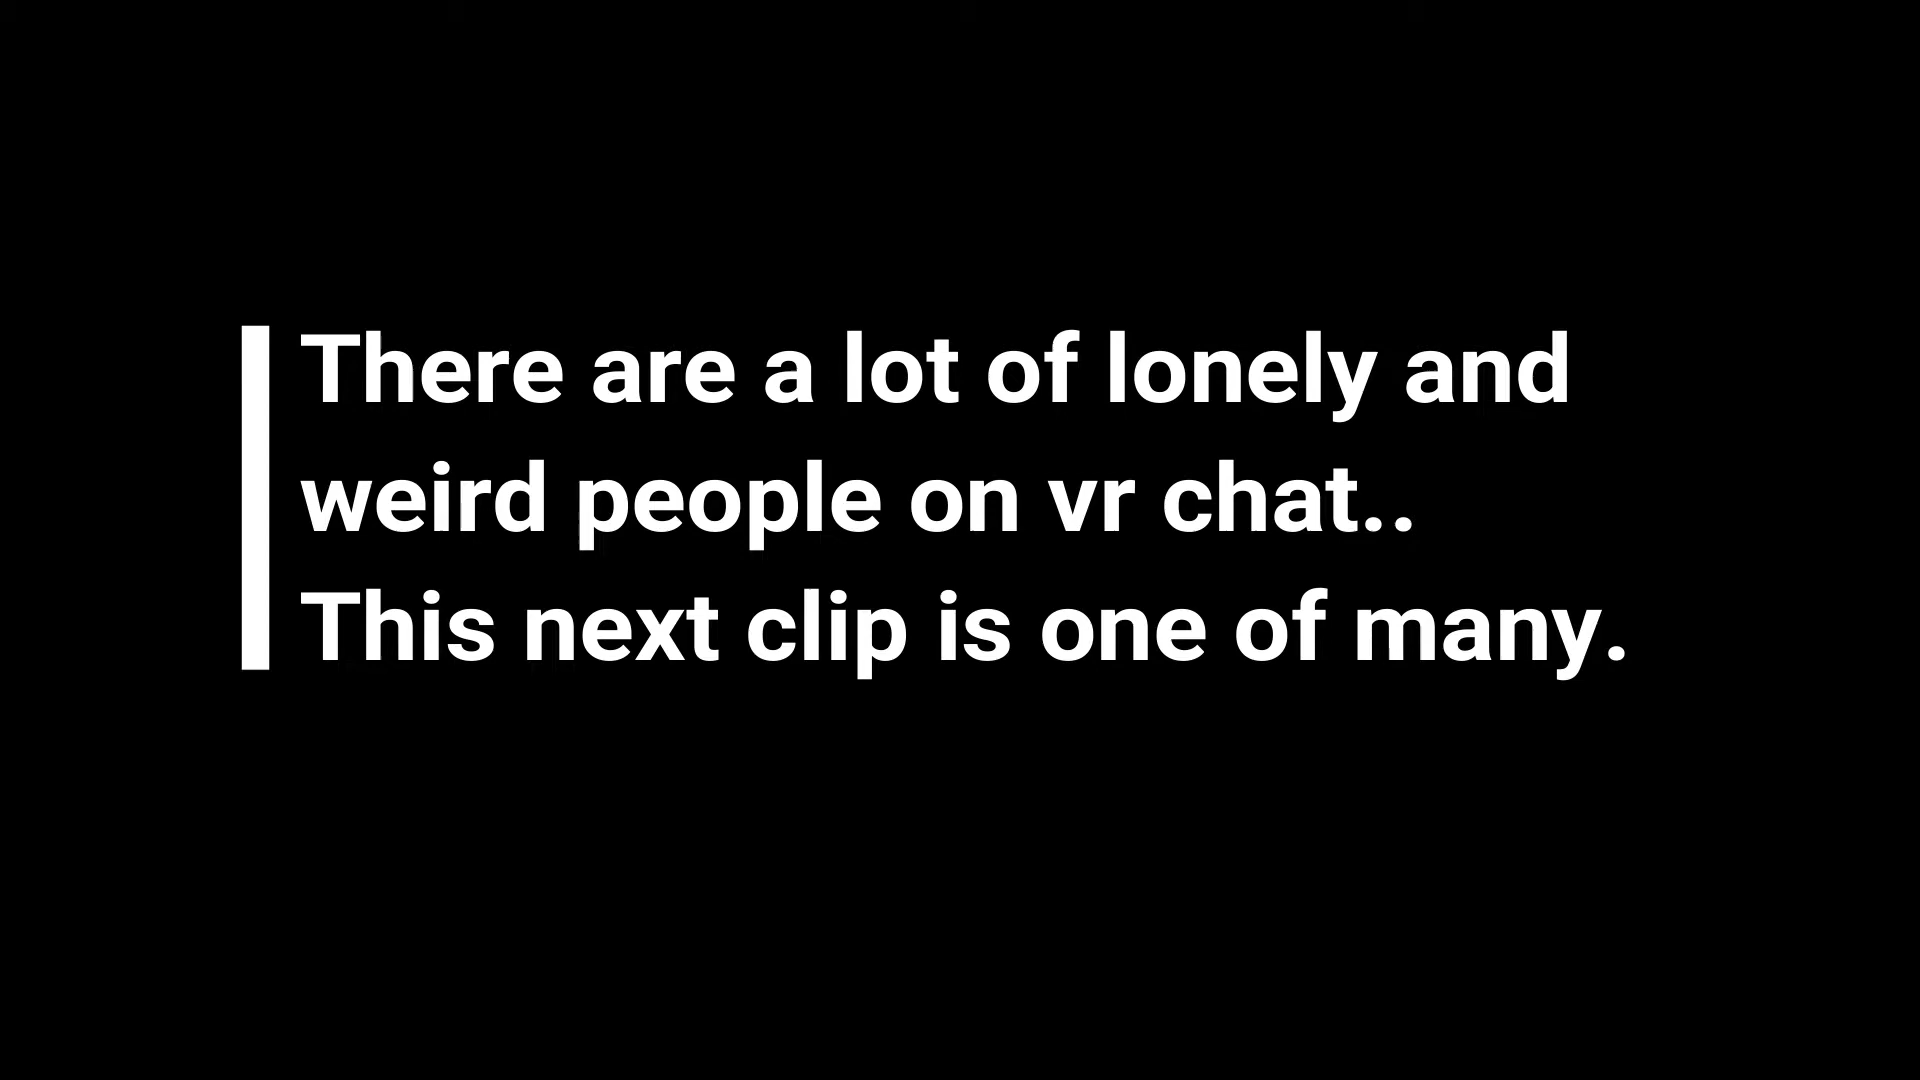 There are a lot of lonely and
weird people on vr chat..
This next clip is one of many.